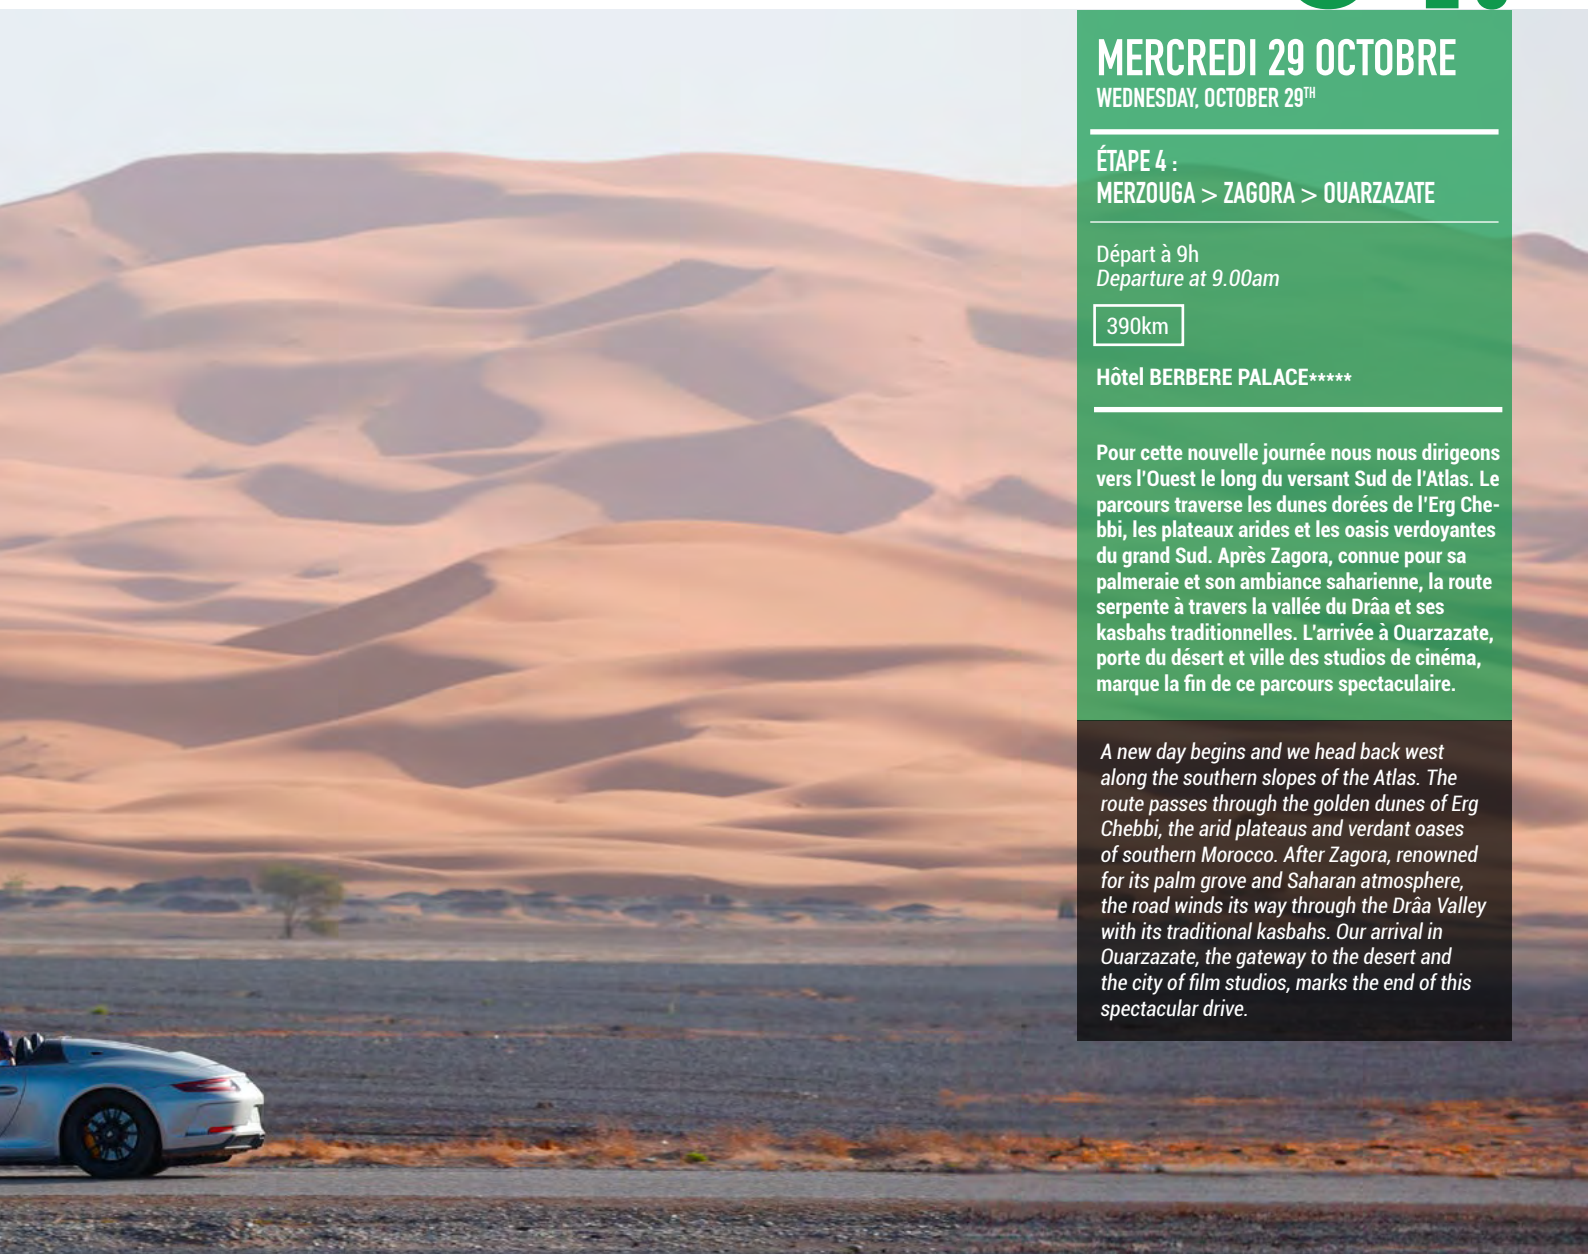 MERCREDI 29 OCTOBRE
WEDNESDAY, OCTOBER 29TH
ÉTAPE 4 :
MERZOUGA > ZAGORA > OUARZAZATE
Départ à 9h
Departure at 9.00am
390km
Hôtel BERBERE PALACE*****
Pour cette nouvelle journée nous nous dirigeons
vers l'Ouest le long du versant Sud de l'Atlas. Le
parcours traverse les dunes dorées de l'Erg Che-
bbi, les plateaux arides et les oasis verdoyantes
du grand Sud. Après Zagora, connue pour sa
palmeraie et son ambiance saharienne, la route
serpente à travers la vallée du Drâa et ses
kasbahs traditionnelles. L'arrivée à Ouarzazate,
porte du désert et ville des studios de cinéma,
marque la fin de ce parcours spectaculaire.
A new day begins and we head back west
along the southern slopes of the Atlas. The
route passes through the golden dunes of Erg
Chebbi, the arid plateaus and verdant oases
of southern Morocco. After Zagora, renowned
for its palm grove and Saharan atmosphere,
the road winds its way through the Drâa Valley
with its traditional kasbahs. Our arrival in
Ouarzazate, the gateway to the desert and
the city of film studios, marks the end of this
spectacular drive.